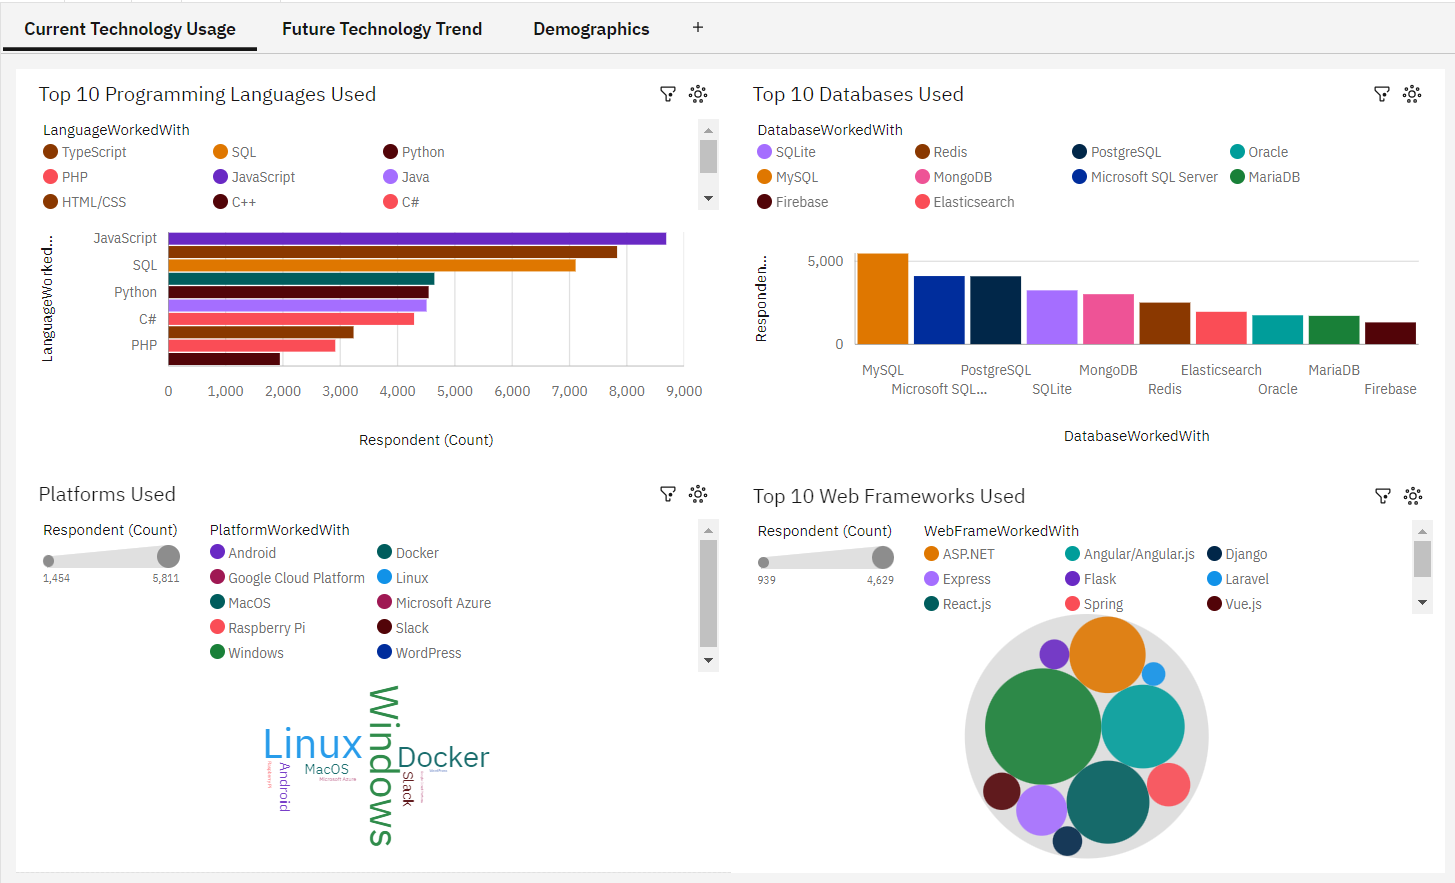 Current Technology Usage Future Technology Trend Demographics +
Top 10 Programming Languages Used
LanguageWorkedWith
TypeScript SQL Python
PHP JavaScript Java
HTML/CSS C++ C#
LanguageWorked...
JavaScript
SQL
Python
C#
PHP
0 1,000 2,000 3,000 4,000 5,000 6,000 7,000 8,000 9,000
Respondent (Count)
Top 10 Databases Used
DatabaseWorkedWith
SQLite Redis PostgreSQL Oracle
MySQL MongoDB Microsoft SQL Server MariaDB
Firebase Elasticsearch
Responden...
5,000
0
MySQL PostgreSQL MongoDB Elasticsearch MariaDB
Microsoft SQL... SQLite Redis Oracle Firebase
DatabaseWorkedWith
Platforms Used
Respondent (Count)
1,454 5,811
PlatformWorkedWith
Android Docker
Google Cloud Platform Linux
MacOS Microsoft Azure
Raspberry Pi Slack
Windows WordPress
Windows
Linux
Docker
MacOS
Microsoft Azure
Android
Slack
Raspberry Pi
Top 10 Web Frameworks Used
Respondent (Count)
939 4,629
WebFrameWorkedWith
ASP.NET Angular/Angular.js Django
Express Flask Laravel
React.js Spring Vue.js